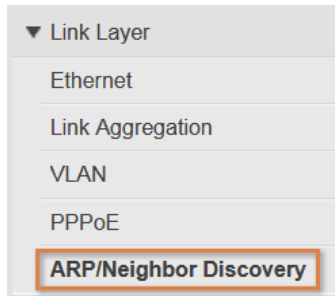 Link Layer
Ethernet
Link Aggregation
VLAN
PPPoE
ARP/Neighbor Discovery